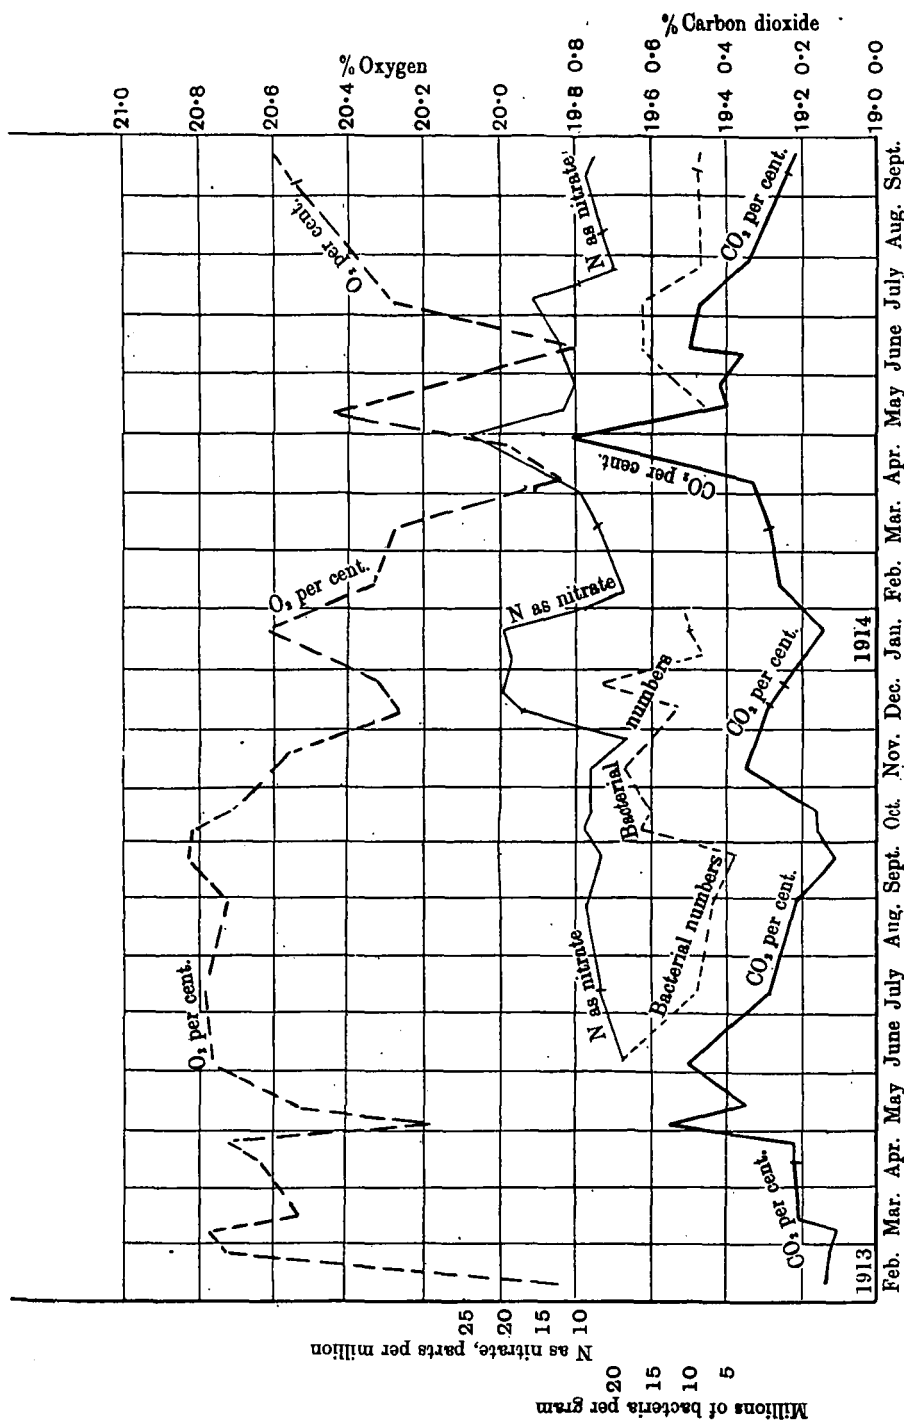 % Carbon dioxide
% Oxygen
21·0
20·8
20·6
20·4
20·2
20·0
19·8 0·8
19·6 0·6
19·4 0·4
19·2 0·2
19·0 0·0
O₂ per cent.
O₂ per cent.
O₂ per cent.
N as nitrate
N as nitrate
N as nitrate
Bacterial numbers
Bacterial numbers
CO₂ per cent.
CO₂ per cent.
CO₂ per cent.
CO₂ per cent.
CO₂ per cent.
1913
1914
Feb. Mar. Apr. May June July Aug. Sept. Oct. Nov. Dec. Jan. Feb. Mar. Apr. May June July Aug. Sept.
25
20
15
10
N as nitrate, parts per million
20
15
10
5
Millions of bacteria per gram